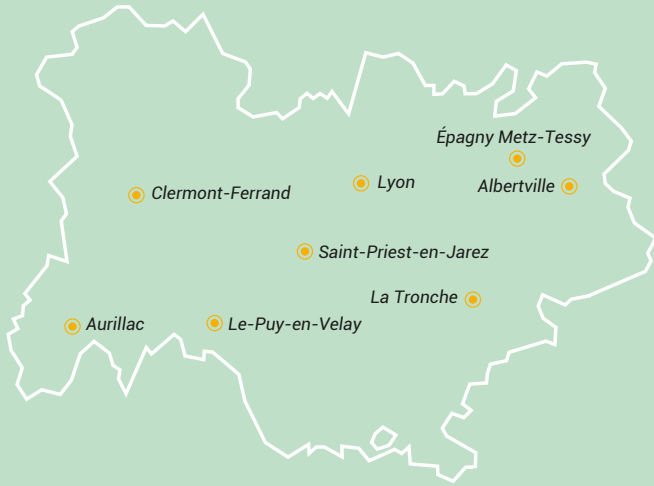 Épagny Metz-Tessy
Clermont-Ferrand
Lyon
Albertville
Saint-Priest-en-Jarez
La Tronche
Aurillac
Le-Puy-en-Velay